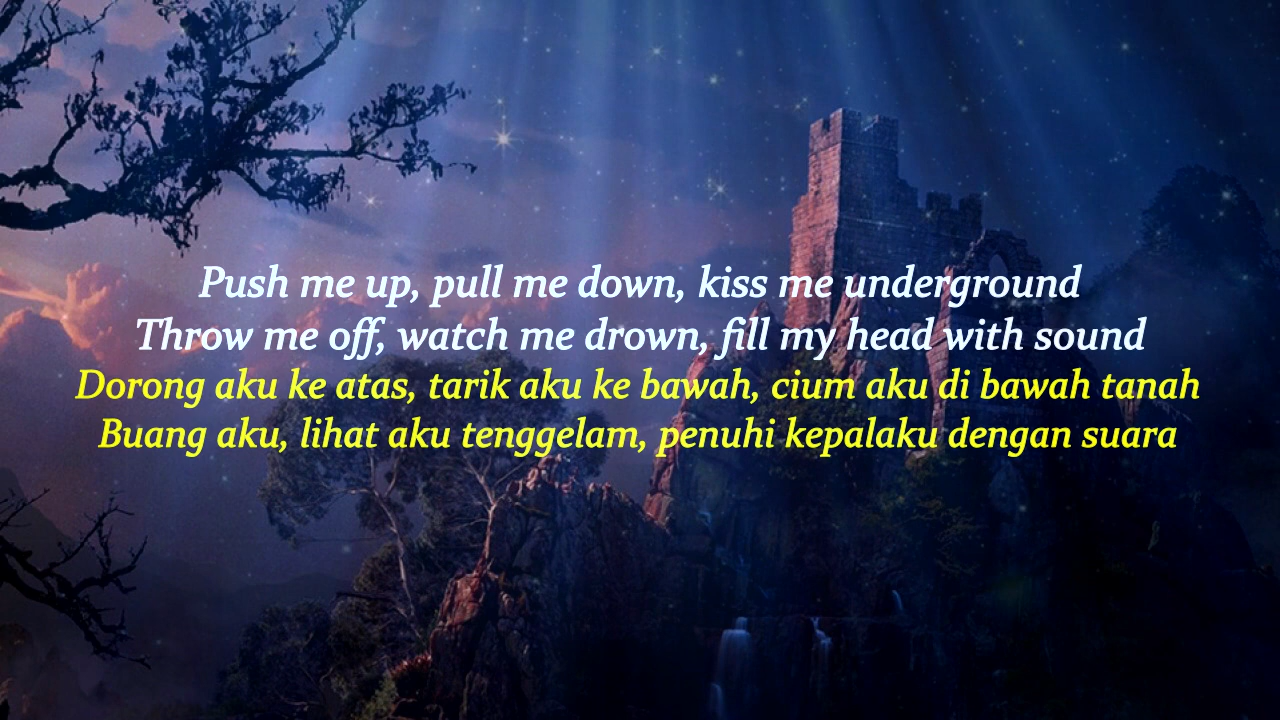 Push me up, pull me down, kiss me underground
Throw me off, watch me drown, fill my head with sound
Dorong aku ke atas, tarik aku ke bawah, cium aku di bawah tanah
Buang aku, lihat aku tenggelam, penuhi kepalaku dengan suara